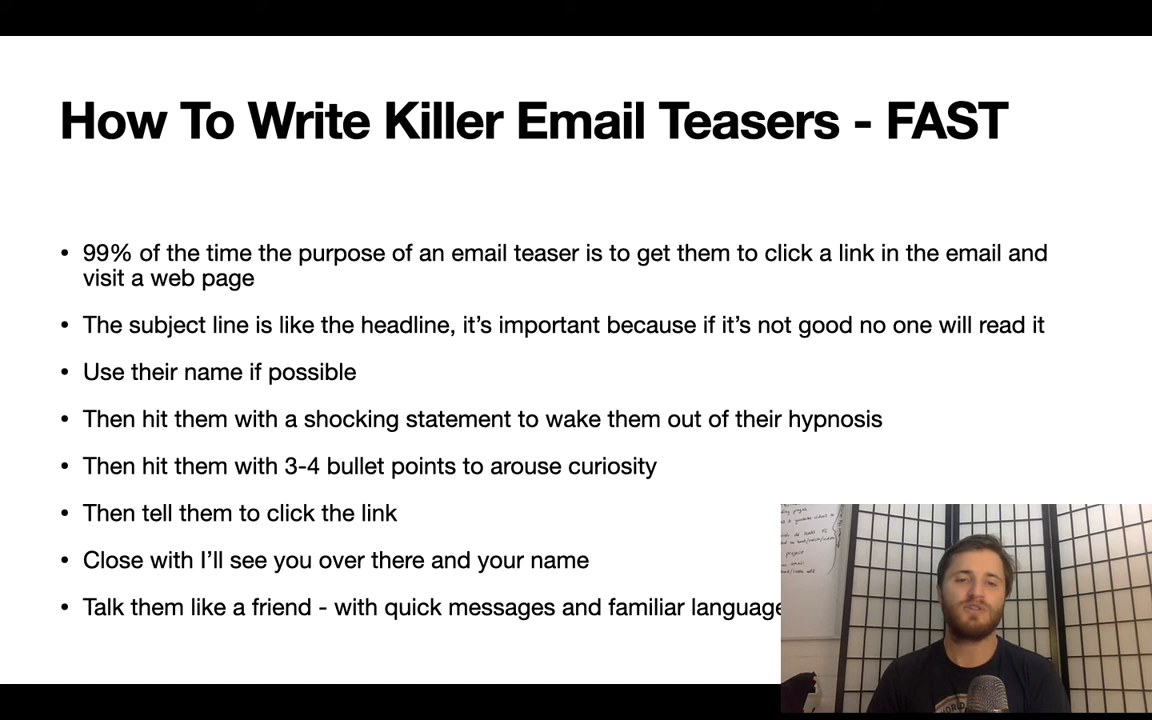 How To Write Killer Email Teasers - FAST
• 99% of the time the purpose of an email teaser is to get them to click a link in the email and
visit a web page
• The subject line is like the headline, it’s important because if it’s not good no one will read it
• Use their name if possible
• Then hit them with a shocking statement to wake them out of their hypnosis
• Then hit them with 3-4 bullet points to arouse curiosity
• Then tell them to click the link
• Close with I’ll see you over there and your name
• Talk them like a friend - with quick messages and familiar language
project